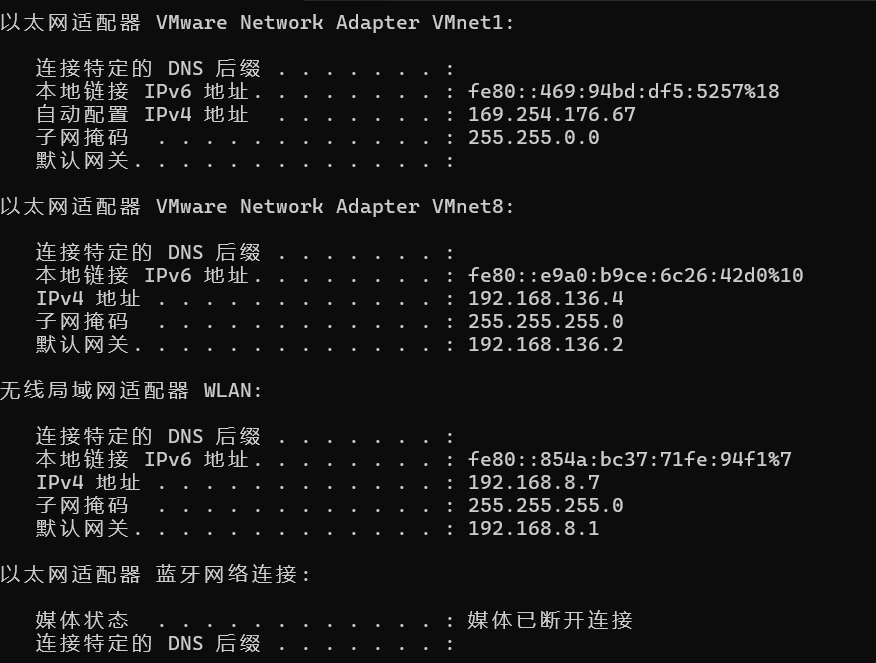 以太网适配器 VMware Network Adapter VMnet1:
连接特定的 DNS 后缀 . . . . . . . :
本地链接 IPv6 地址. . . . . . . . : fe80::469:94bd:df5:5257%18
自动配置 IPv4 地址  . . . . . . . : 169.254.176.67
子网掩码  . . . . . . . . . . . . : 255.255.0.0
默认网关. . . . . . . . . . . . . :
以太网适配器 VMware Network Adapter VMnet8:
连接特定的 DNS 后缀 . . . . . . . :
本地链接 IPv6 地址. . . . . . . . : fe80::e9a0:b9ce:6c26:42d0%10
IPv4 地址 . . . . . . . . . . . . : 192.168.136.4
子网掩码  . . . . . . . . . . . . : 255.255.255.0
默认网关. . . . . . . . . . . . . : 192.168.136.2
无线局域网适配器 WLAN:
连接特定的 DNS 后缀 . . . . . . . :
本地链接 IPv6 地址. . . . . . . . : fe80::854a:bc37:71fe:94f1%7
IPv4 地址 . . . . . . . . . . . . : 192.168.8.7
子网掩码  . . . . . . . . . . . . : 255.255.255.0
默认网关. . . . . . . . . . . . . : 192.168.8.1
以太网适配器 蓝牙网络连接:
媒体状态  . . . . . . . . . . . . : 媒体已断开连接
连接特定的 DNS 后缀 . . . . . . . :